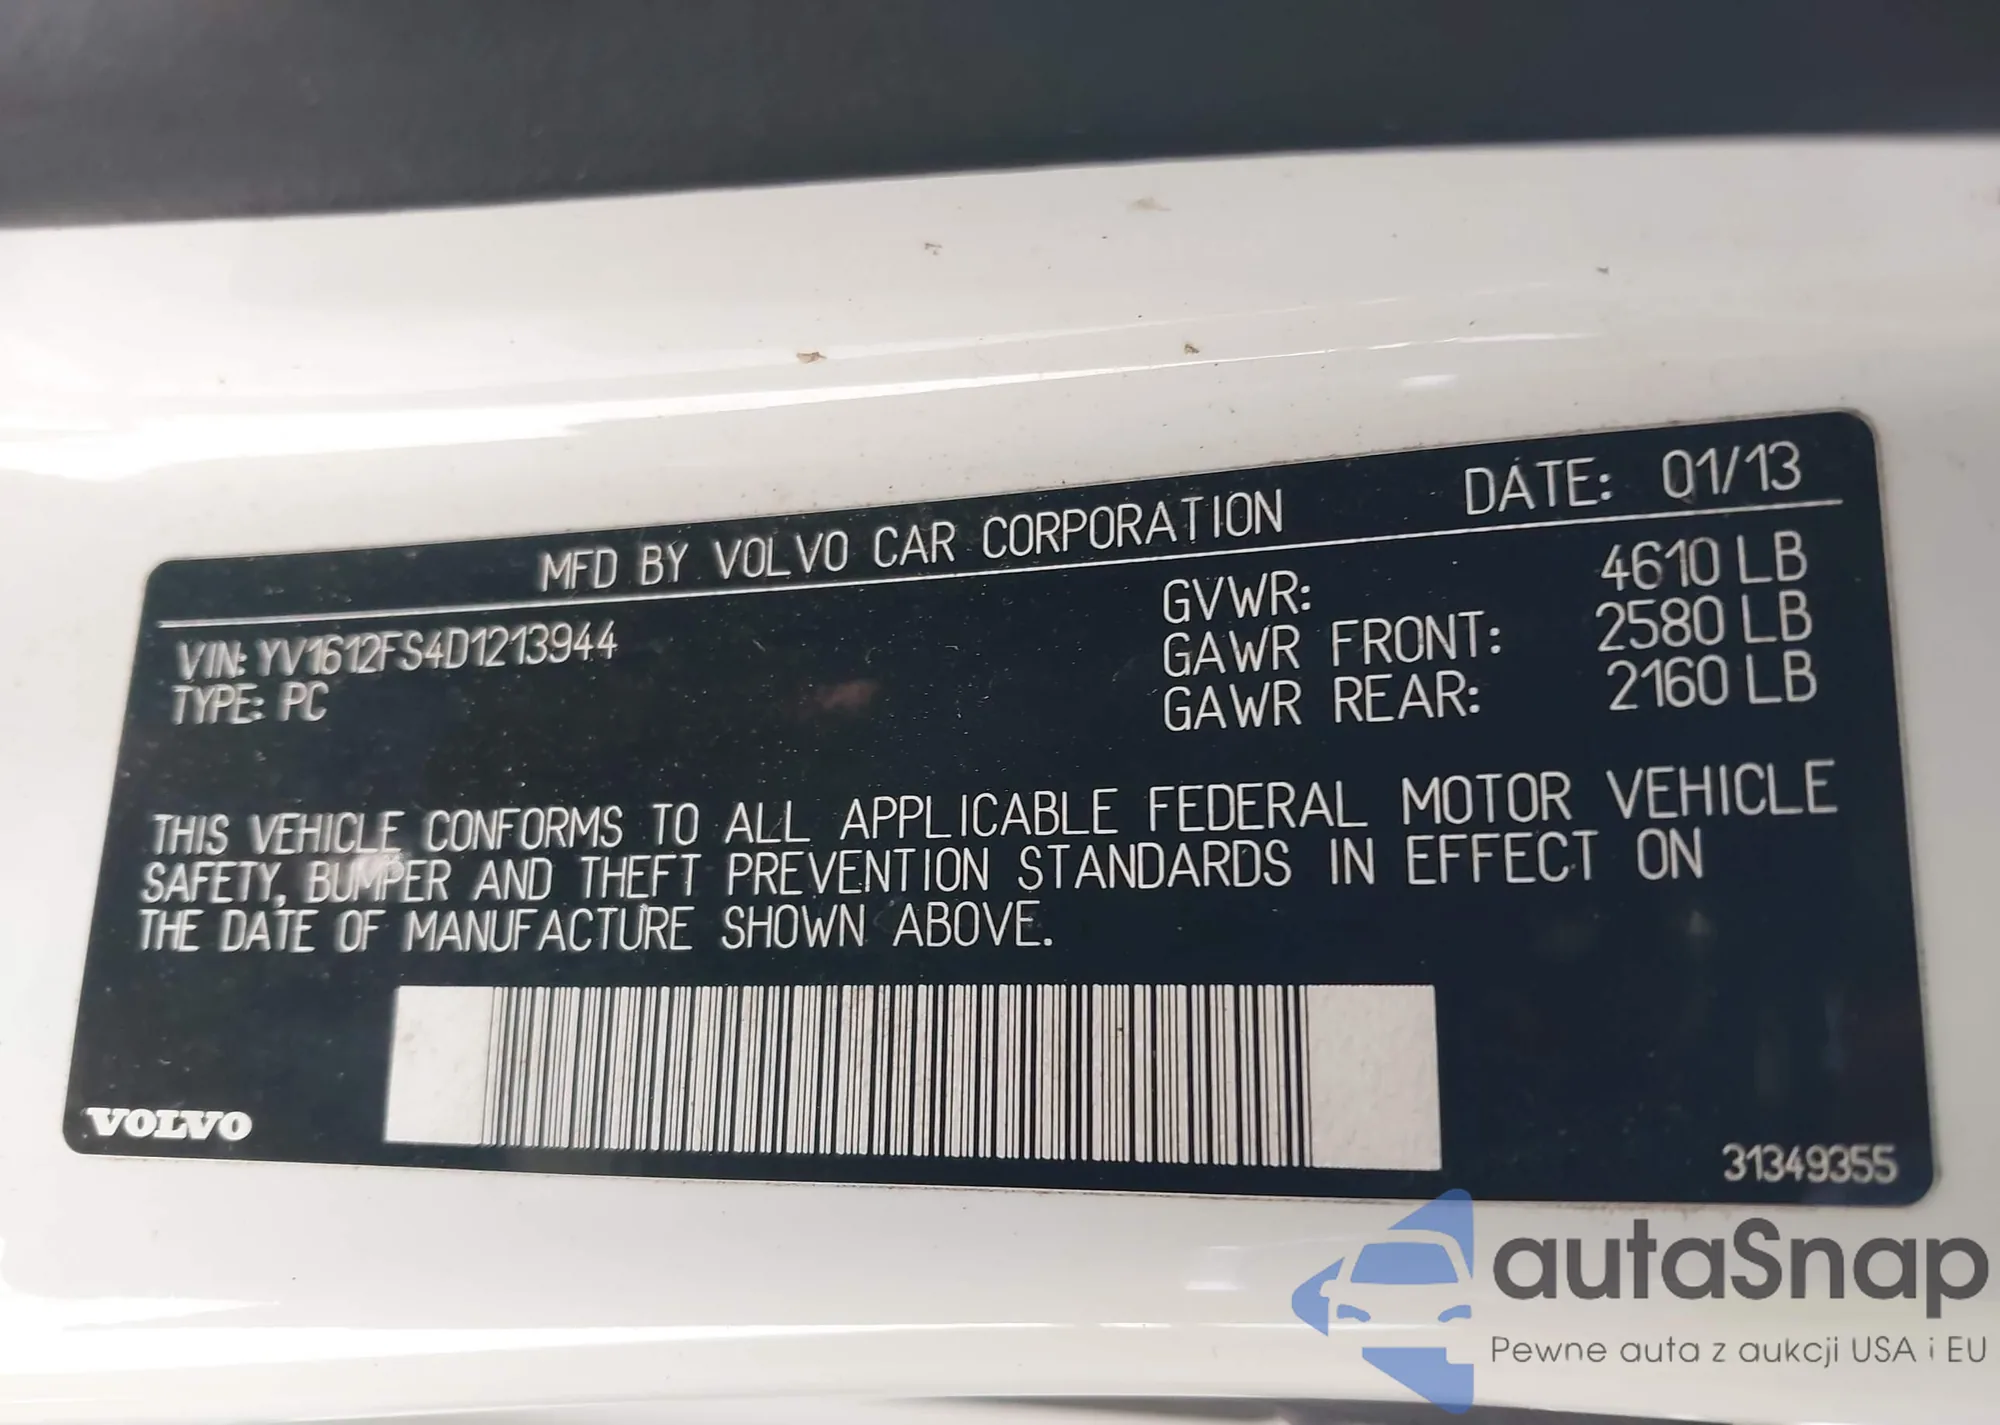 MFD BY VOLVO CAR CORPORATION DATE: 01/13
VIN: YV1612FS4D1213944 GVWR: 4610 LB
TYPE: PC GAWR FRONT: 2580 LB
GAWR REAR: 2160 LB
THIS VEHICLE CONFORMS TO ALL APPLICABLE FEDERAL MOTOR VEHICLE
SAFETY, BUMPER AND THEFT PREVENTION STANDARDS IN EFFECT ON
THE DATE OF MANUFACTURE SHOWN ABOVE.
VOLVO
31349355
autaSnap
Pewne auta z aukcji USA i EU